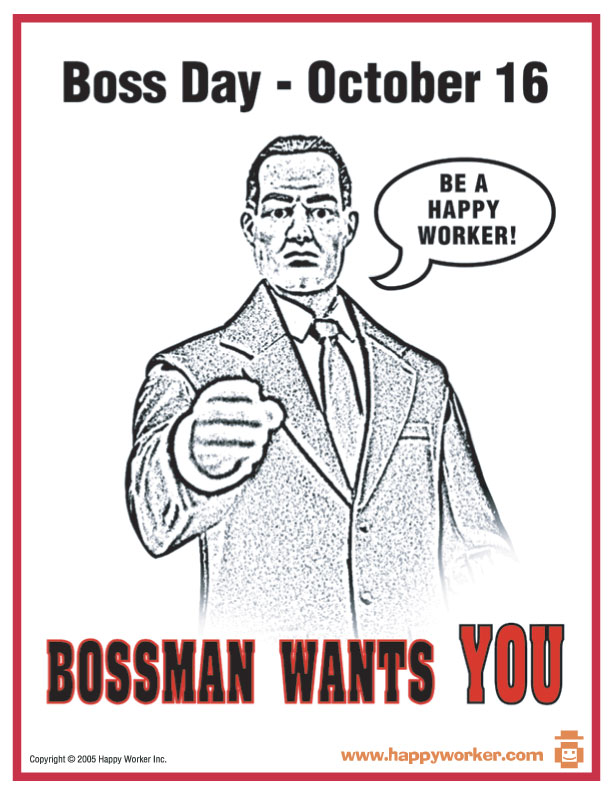 Boss Day - October 16
BE A
HAPPY
WORKER!
BOSSMAN WANTS YOU
Copyright © 2005 Happy Worker Inc.
www.happyworker.com